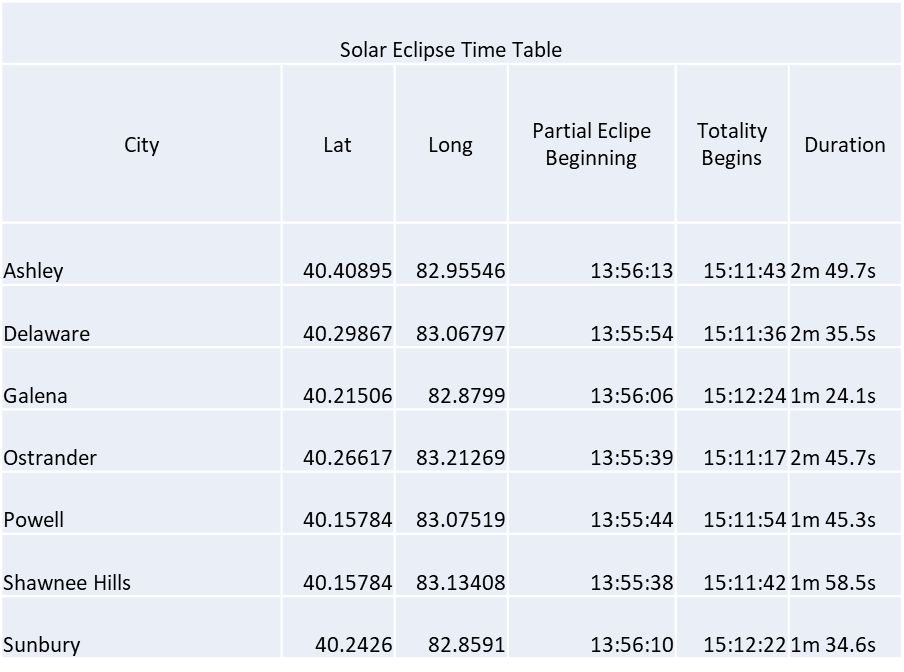 Solar Eclipse Time Table
City Lat Long Partial Eclipe Beginning Totality Begins Duration
Ashley 40.40895 82.95546 13:56:13 15:11:43 2m 49.7s
Delaware 40.29867 83.06797 13:55:54 15:11:36 2m 35.5s
Galena 40.21506 82.8799 13:56:06 15:12:24 1m 24.1s
Ostrander 40.26617 83.21269 13:55:39 15:11:17 2m 45.7s
Powell 40.15784 83.07519 13:55:44 15:11:54 1m 45.3s
Shawnee Hills 40.15784 83.13408 13:55:38 15:11:42 1m 58.5s
Sunbury 40.2426 82.8591 13:56:10 15:12:22 1m 34.6s